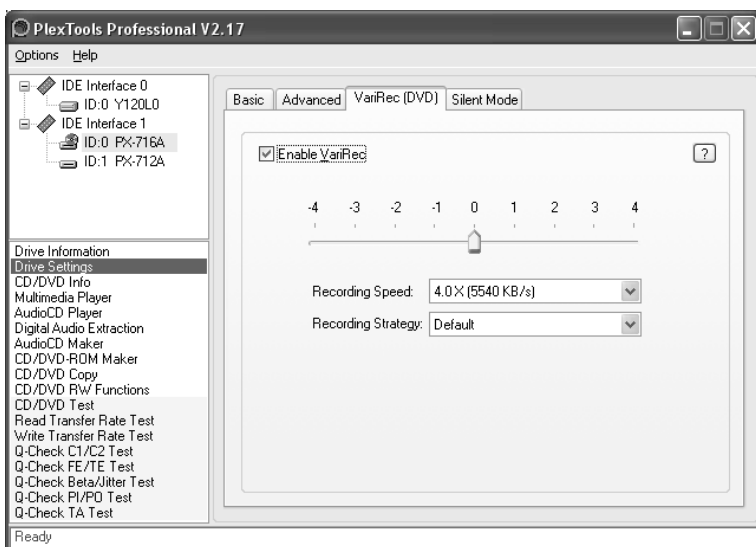 PlexTools Professional V2.17
Options Help
IDE Interface 0
ID:0 Y120L0
IDE Interface 1
ID:0 PX-716A
ID:1 PX-712A
Drive Information
Drive Settings
CD/DVD Info
Multimedia Player
AudioCD Player
Digital Audio Extraction
AudioCD Maker
CD/DVD-ROM Maker
CD/DVD Copy
CD/DVD RW Functions
CD/DVD Test
Read Transfer Rate Test
Write Transfer Rate Test
Q-Check C1/C2 Test
Q-Check FE/TE Test
Q-Check Beta/Jitter Test
Q-Check PI/PO Test
Q-Check TA Test
Basic Advanced VariRec (DVD) Silent Mode
Enable VariRec ?
-4 -3 -2 -1 0 1 2 3 4
Recording Speed: 4.0 X (5540 KB/s)
Recording Strategy: Default
Ready